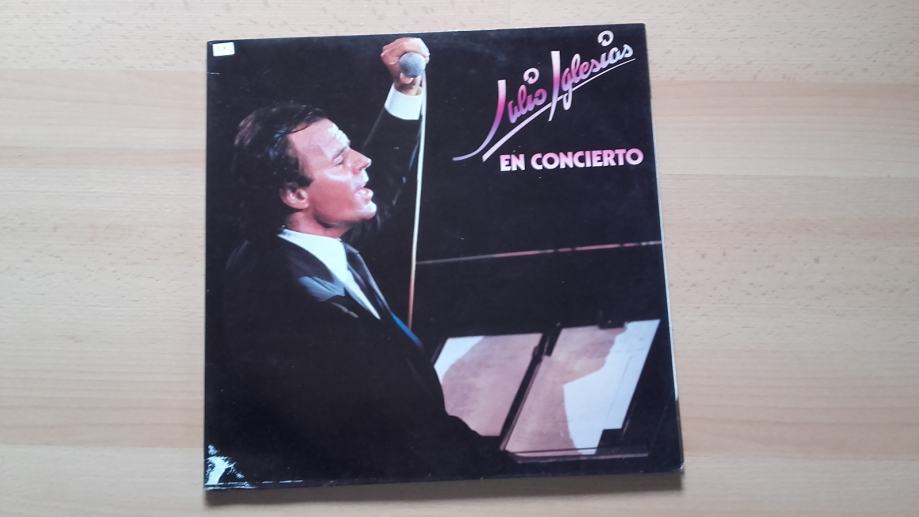 Julio Iglesias
EN CONCIERTO